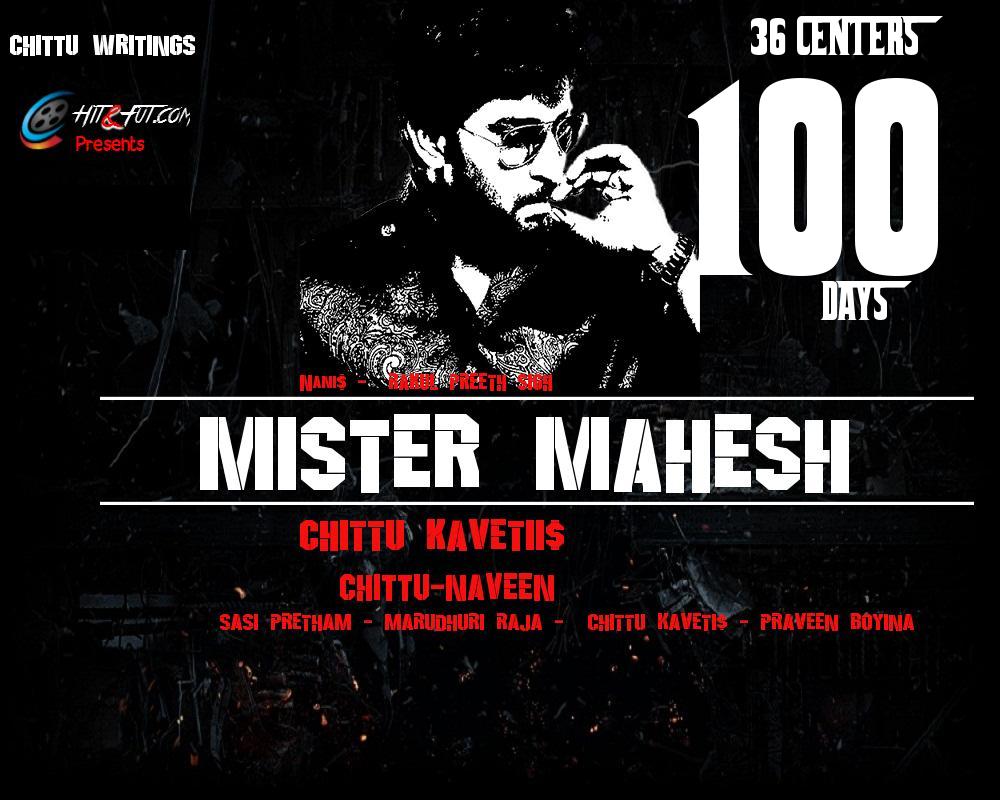 CHITTU WRITINGS
HIT&FUT.COM
Presents
36 CENTERS
100
DAYS
NANI$ - RAKUL PREETH SIGH
MISTER MAHESH
CHITTU KAVETII$
CHITTU-NAVEEN
SASI PRETHAM - MARUDHURI RAJA - CHITTU KAVETI$ - PRAVEEN BOYINA